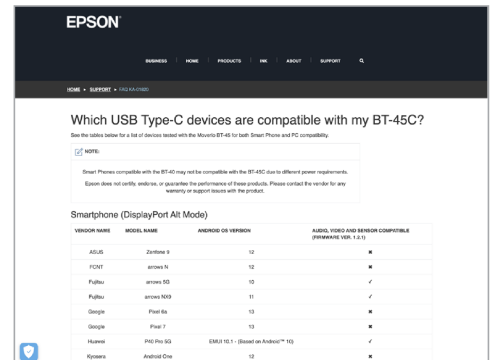 EPSON
BUSINESS HOME PRODUCTS INK ABOUT SUPPORT
HOME ▸ SUPPORT ▸
Which USB Type-C devices are compatible with my BT-45C?
See the tables below for a list of devices tested with the Moverio BT-45 for both Smart Phone and PC compatibility.
NOTE:
Smart Phones compatible with the BT-40 may not be compatible with the BT-45C due to different power requirements.
Epson does not certify, endorse, or guarantee the performance of these products. Please contact the vendor for any
warranty or support issues with the product.
Smartphone (DisplayPort Alt Mode)
VENDOR NAME MODEL NAME ANDROID OS VERSION AUDIO, VIDEO AND SENSOR COMPATIBLE
(FIRMWARE VER. 1.2.1)
ASUS Zenfone 9 12 ✖
FCNT arrows N 12 ✖
Fujitsu arrows 5G 10 ✓
Fujitsu arrows NX9 11 ✓
Google Pixel 6a 13 ✖
Google Pixel 7 13 ✖
Huawei P40 Pro 5G EMUI 10.1 - (Based on Android™ 10) ✓
Kyocera Android One 12 ✖